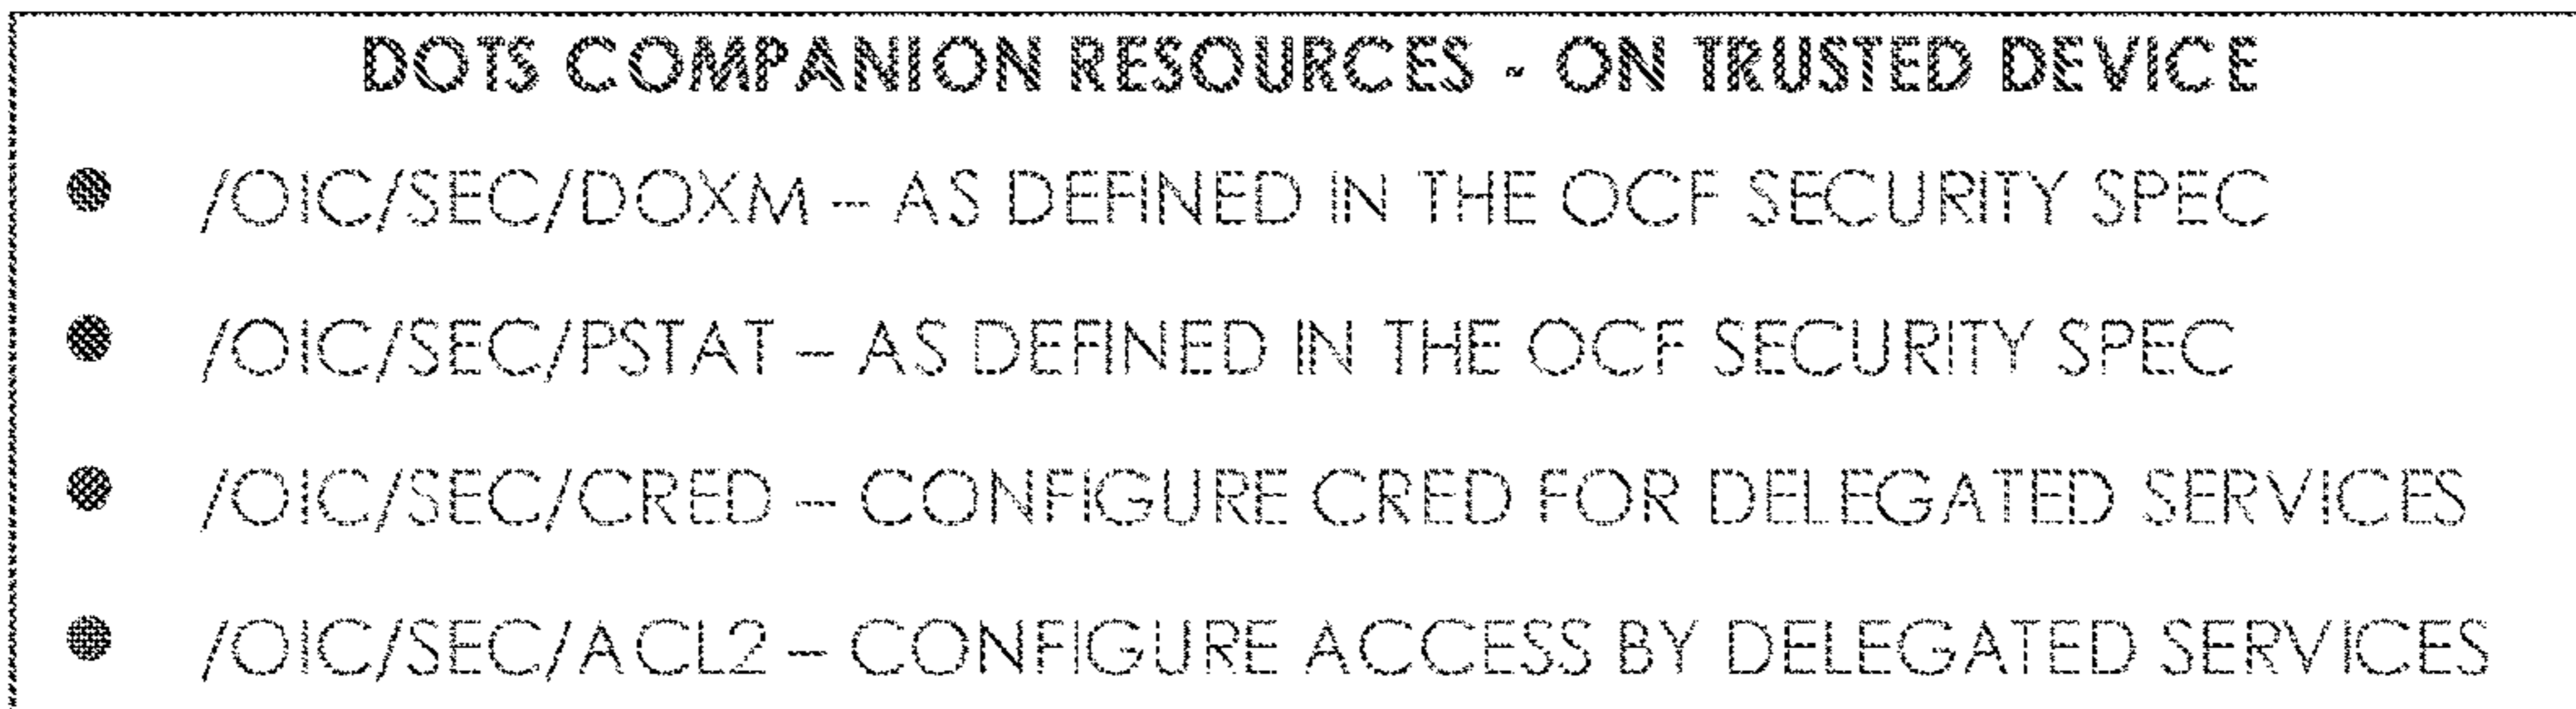 DOTS COMPANION RESOURCES - ON TRUSTED DEVICE
/OIC/SEC/DOXM – AS DEFINED IN THE OCF SECURITY SPEC
/OIC/SEC/PSTAT – AS DEFINED IN THE OCF SECURITY SPEC
/OIC/SEC/CRED – CONFIGURE CRED FOR DELEGATED SERVICES
/OIC/SEC/ACL2 – CONFIGURE ACCESS BY DELEGATED SERVICES